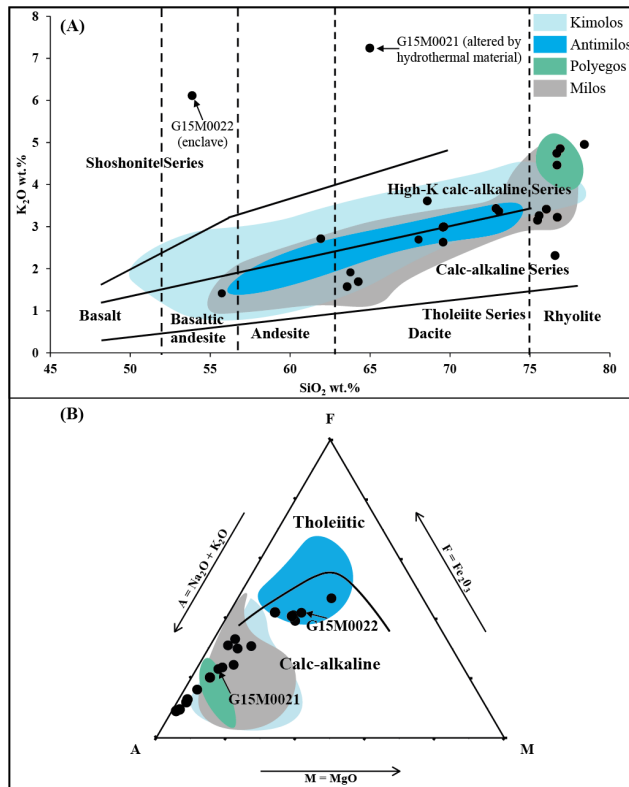 (A)
Kimolos
Antimilos
Polyegos
Milos
G15M0021 (altered by
hydrothermal material)
G15M0022
(enclave)
Shoshonite Series
High-K calc-alkaline Series
Calc-alkaline Series
Tholeiite Series
Basalt
Basaltic
andesite
Andesite
Dacite
Rhyolite
K₂O wt.%
8
7
6
5
4
3
2
1
0
45
50
55
60
65
70
75
80
SiO₂ wt.%
(B)
F
Tholeiitic
A = Na₂O + K₂O
F = Fe₂0₃
G15M0022
Calc-alkaline
G15M0021
A
M
M = MgO